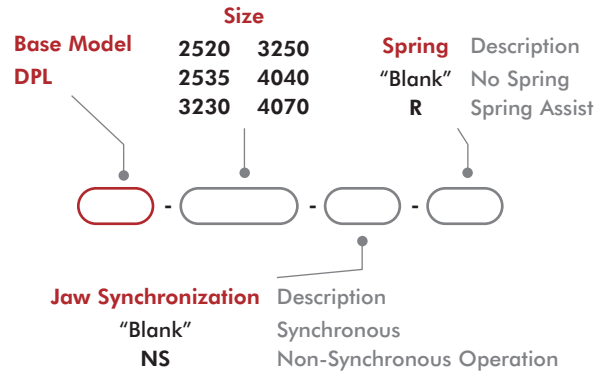 Size
Base Model 2520 3250 Spring Description
DPL 2535 4040 “Blank” No Spring
3230 4070 R Spring Assist
- - -
Jaw Synchronization Description
“Blank” Synchronous
NS Non-Synchronous Operation